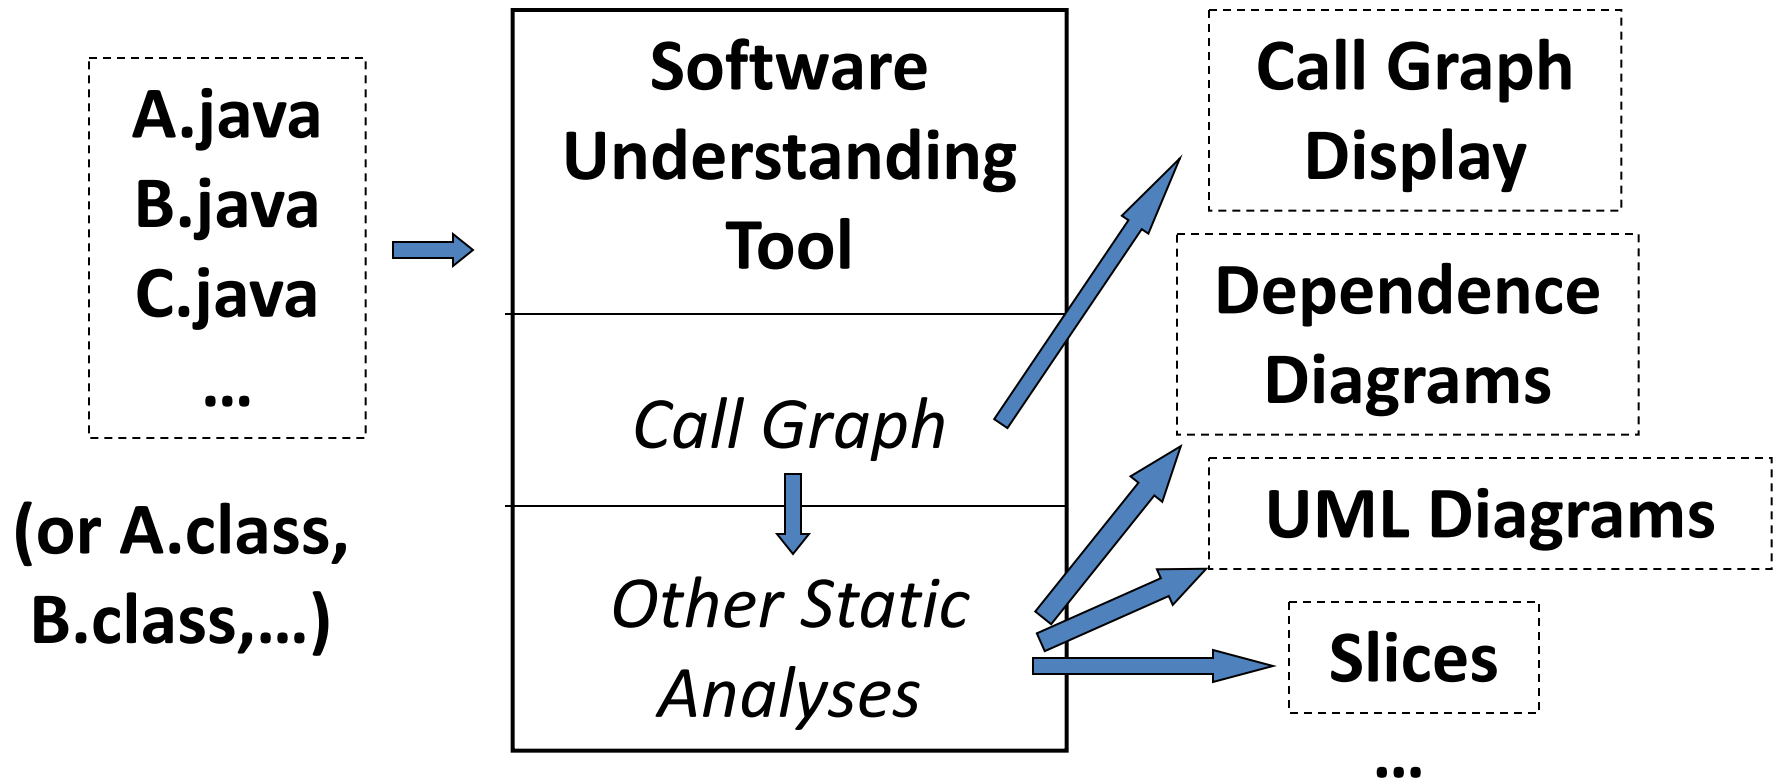 A.java
B.java
C.java
…
(or A.class,
B.class,…)
Software
Understanding
Tool
Call Graph
Other Static
Analyses
Call Graph
Display
Dependence
Diagrams
UML Diagrams
Slices
…